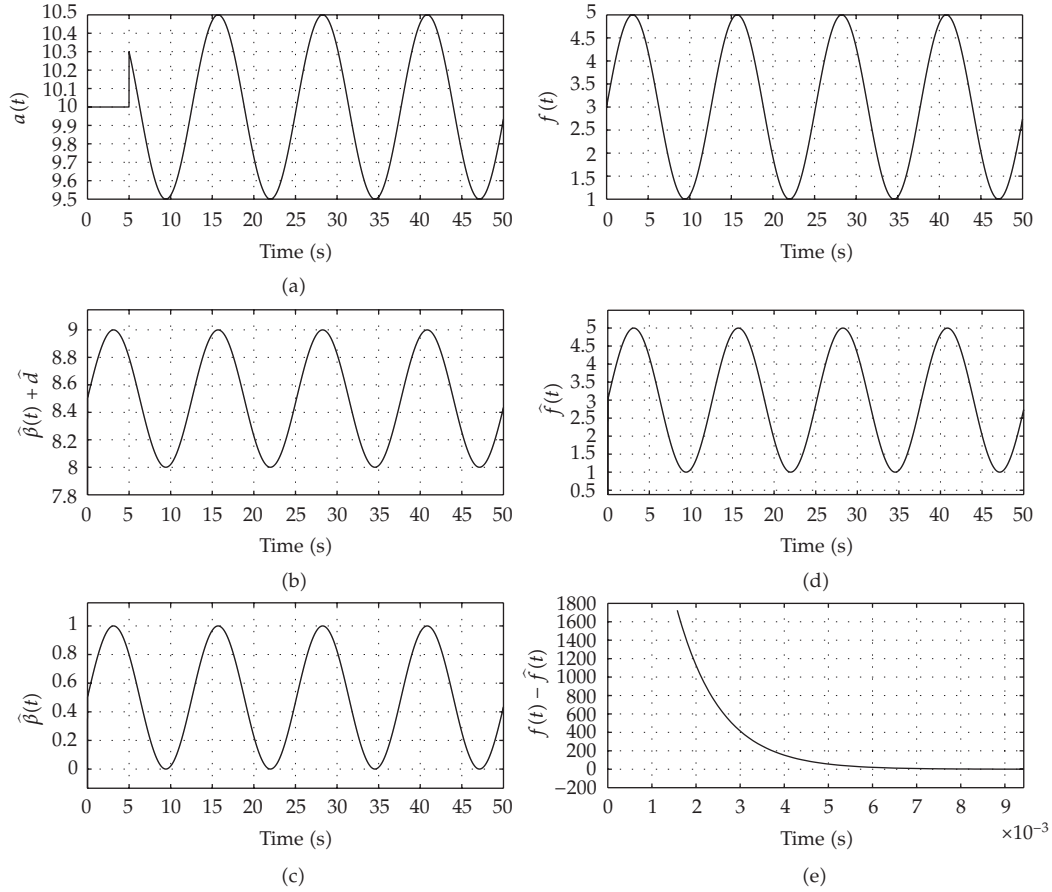 10.5
10.4
10.3
10.2
10.1
10
9.9
9.8
9.7
9.6
9.5
a(t)
0 5 10 15 20 25 30 35 40 45 50
Time (s)
(a)
5
4.5
4
3.5
3
2.5
2
1.5
1
f(t)
0 5 10 15 20 25 30 35 40 45 50
Time (s)
9
8.8
8.6
8.4
8.2
8
7.8
β̂(t) + d̂
0 5 10 15 20 25 30 35 40 45 50
Time (s)
(b)
5
4.5
4
3.5
3
2.5
2
1.5
1
0.5
f̂(t)
0 5 10 15 20 25 30 35 40 45 50
Time (s)
(d)
1
0.8
0.6
0.4
0.2
0
β̂(t)
0 5 10 15 20 25 30 35 40 45 50
Time (s)
(c)
1800
1600
1400
1200
1000
800
600
400
200
0
−200
f(t) − f̂(t)
0 1 2 3 4 5 6 7 8 9
×10⁻³
Time (s)
(e)